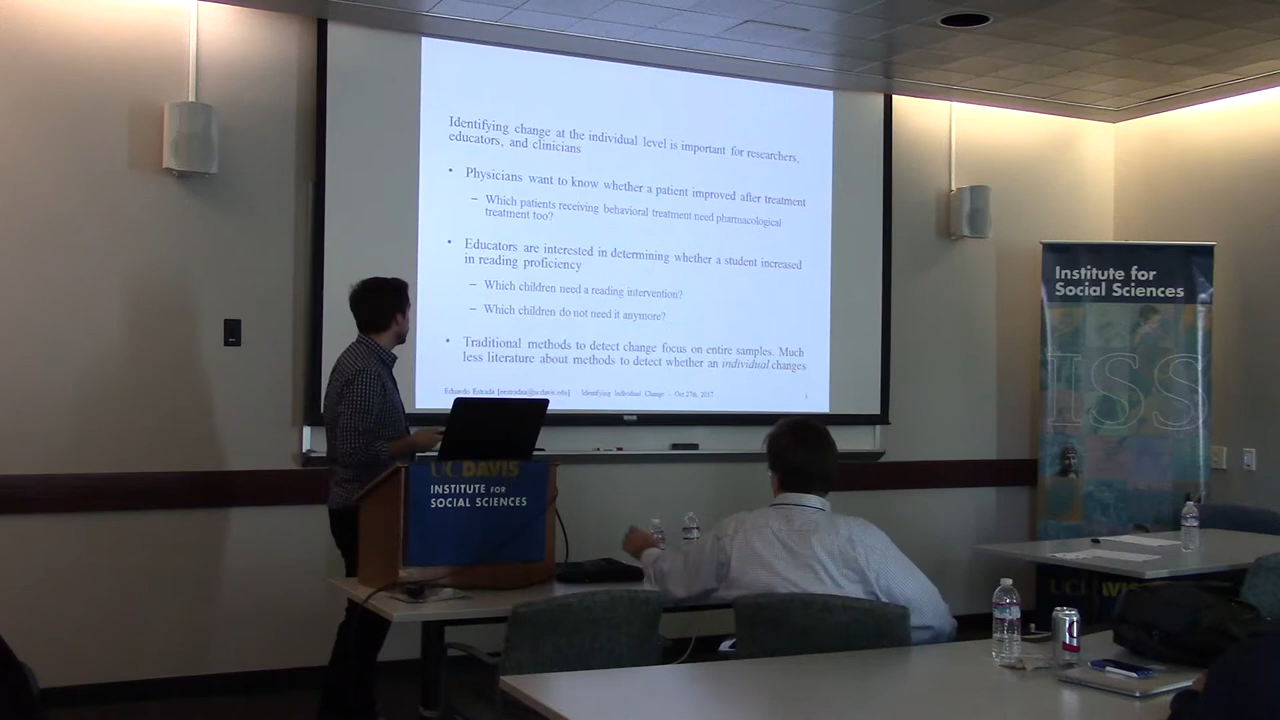 Identifying change at the individual level is important for researchers,
educators, and clinicians
• Physicians want to know whether a patient improved after treatment
– Which patients receiving behavioral treatment need pharmacological
treatment too?
• Educators are interested in determining whether a student increased
in reading proficiency
– Which children need a reading intervention?
– Which children do not need it anymore?
• Traditional methods to detect change focus on entire samples. Much
less literature about methods to detect whether an individual changes
Eduardo Estrada - Identifying Individual Change - Oct 27th, 2017
UC DAVIS
INSTITUTE FOR
SOCIAL SCIENCES
Institute for
Social Sciences
ISS